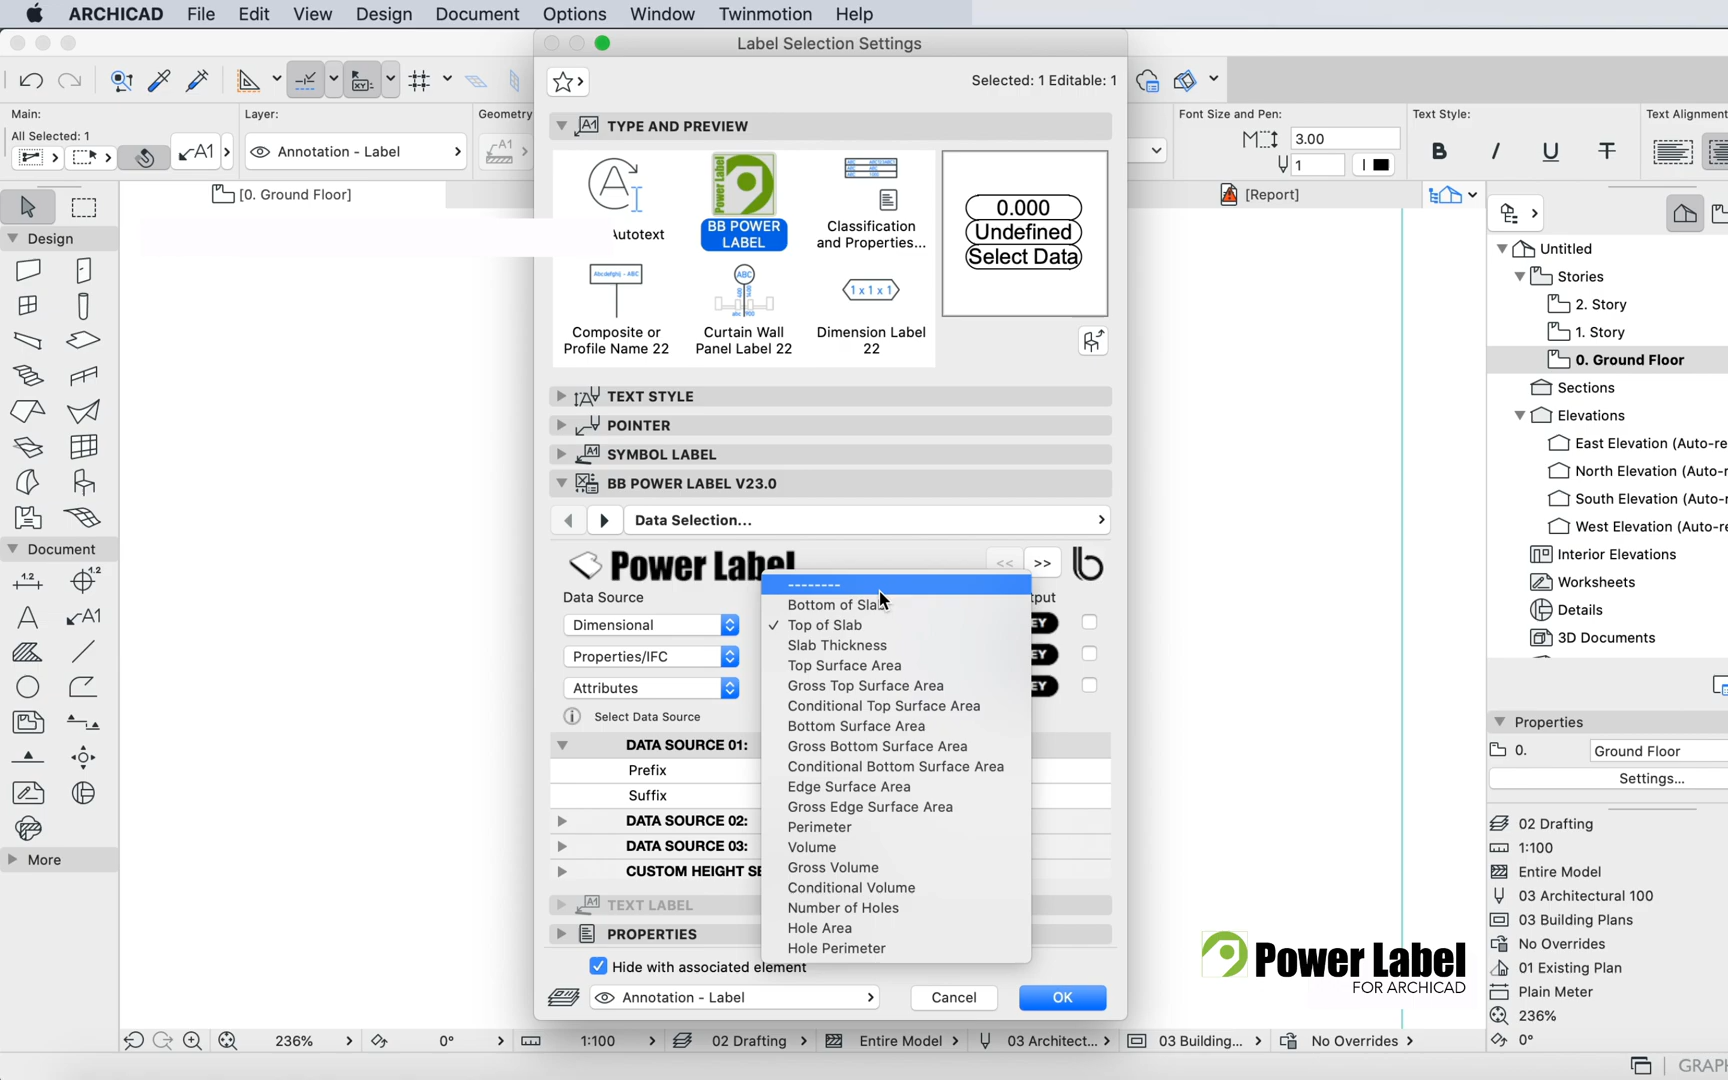 ARCHICAD File Edit View Design Document Options Window Twinmotion Help
Label Selection Settings
Selected: 1 Editable: 1
Main:
All Selected: 1
Layer:
Annotation - Label
Geometry
Font Size and Pen:
3.00
1
Text Style:
B I U T
Text Alignment
[0. Ground Floor]
[Report]
Design
Document
More
TYPE AND PREVIEW
Autotext
BB POWER
LABEL
Classification
and Properties...
Composite or
Profile Name 22
Curtain Wall
Panel Label 22
Dimension Label
22
0.000
Undefined
Select Data
TEXT STYLE
POINTER
SYMBOL LABEL
BB POWER LABEL V23.0
Data Selection...
Power Label
<< >>
Data Source
tput
Dimensional
Properties/IFC
Attributes
EY
EY
EY
Select Data Source
DATA SOURCE 01:
Prefix
Suffix
DATA SOURCE 02:
DATA SOURCE 03:
CUSTOM HEIGHT SE
TEXT LABEL
PROPERTIES
Hide with associated element
Annotation - Label
Cancel
OK
--------
Bottom of Slab
✓ Top of Slab
Slab Thickness
Top Surface Area
Gross Top Surface Area
Conditional Top Surface Area
Bottom Surface Area
Gross Bottom Surface Area
Conditional Bottom Surface Area
Edge Surface Area
Gross Edge Surface Area
Perimeter
Volume
Gross Volume
Conditional Volume
Number of Holes
Hole Area
Hole Perimeter
Untitled
Stories
2. Story
1. Story
0. Ground Floor
Sections
Elevations
East Elevation (Auto-re
North Elevation (Auto-r
South Elevation (Auto-r
West Elevation (Auto-re
Interior Elevations
Worksheets
Details
3D Documents
Properties
0.
Ground Floor
Settings...
02 Drafting
1:100
Entire Model
03 Architectural 100
03 Building Plans
No Overrides
01 Existing Plan
Plain Meter
236%
0°
Power Label
FOR ARCHICAD
236%
0°
1:100
02 Drafting
Entire Model
03 Architect...
03 Building...
No Overrides
GRAPH